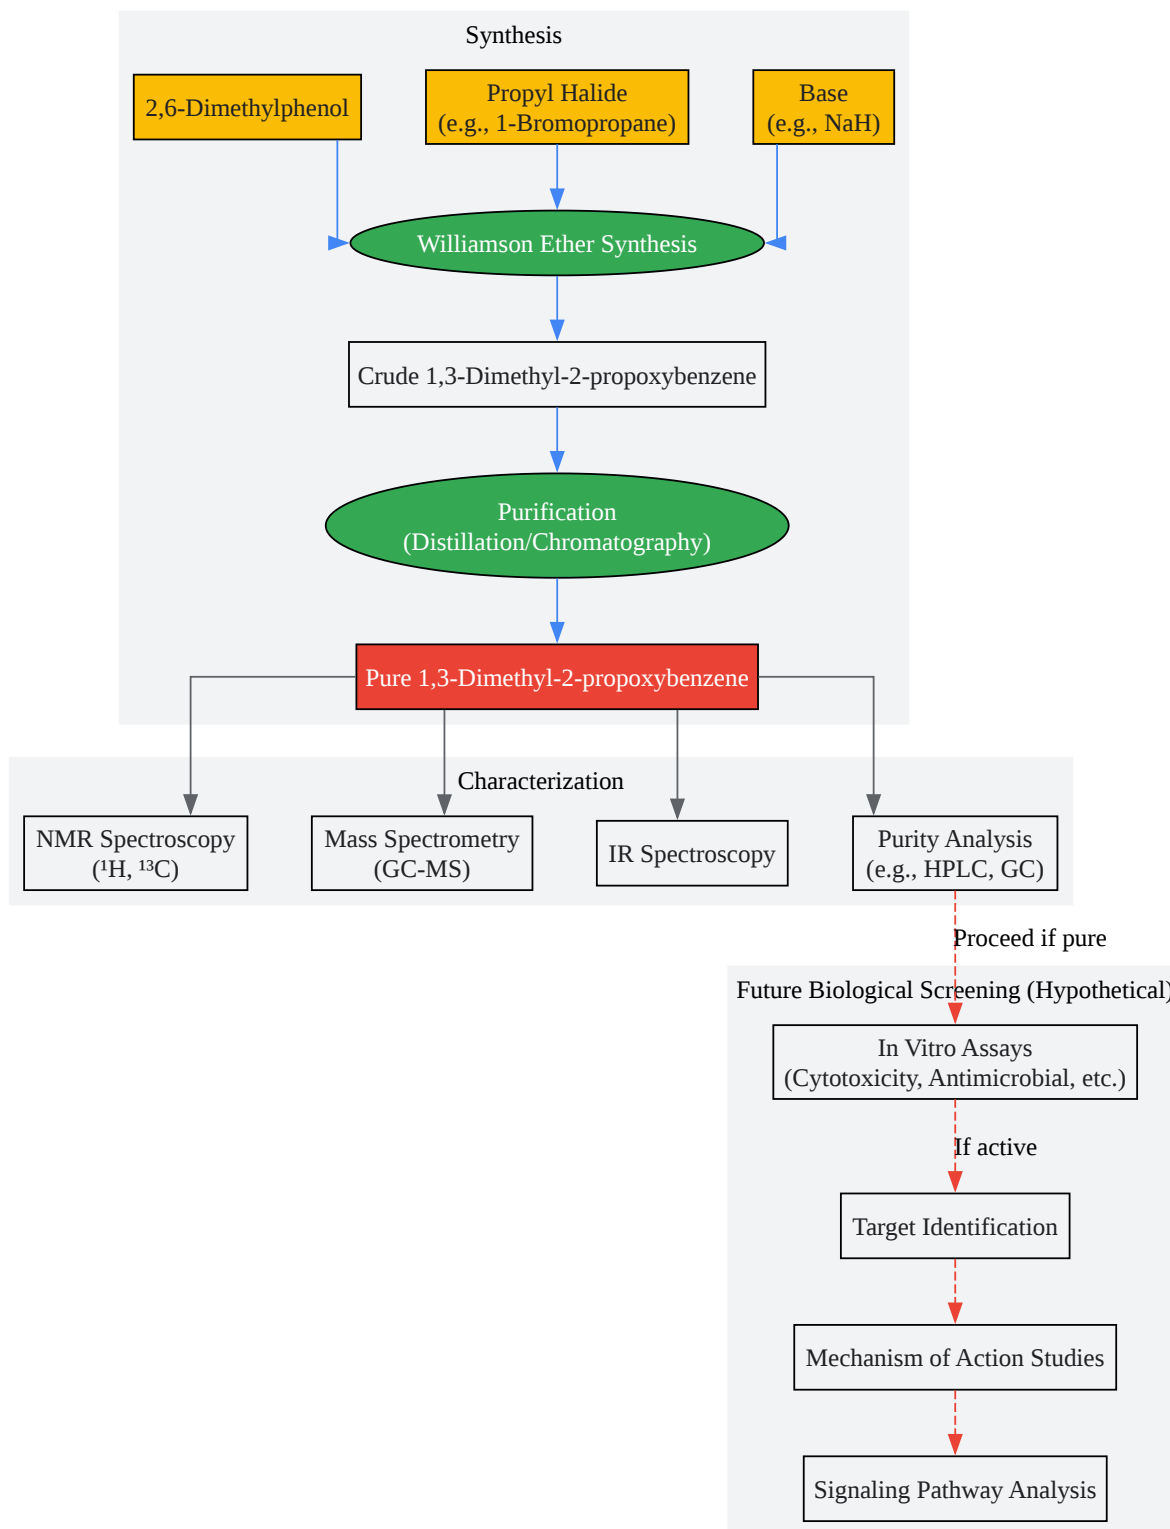 Synthesis
2,6-Dimethylphenol
Propyl Halide
(e.g., 1-Bromopropane)
Base
(e.g., NaH)
Williamson Ether Synthesis
Crude 1,3-Dimethyl-2-propoxybenzene
Purification
(Distillation/Chromatography)
Pure 1,3-Dimethyl-2-propoxybenzene
Characterization
NMR Spectroscopy
(¹H, ¹³C)
Mass Spectrometry
(GC-MS)
IR Spectroscopy
Purity Analysis
(e.g., HPLC, GC)
Proceed if pure
Future Biological Screening (Hypothetical)
In Vitro Assays
(Cytotoxicity, Antimicrobial, etc.)
If active
Target Identification
Mechanism of Action Studies
Signaling Pathway Analysis